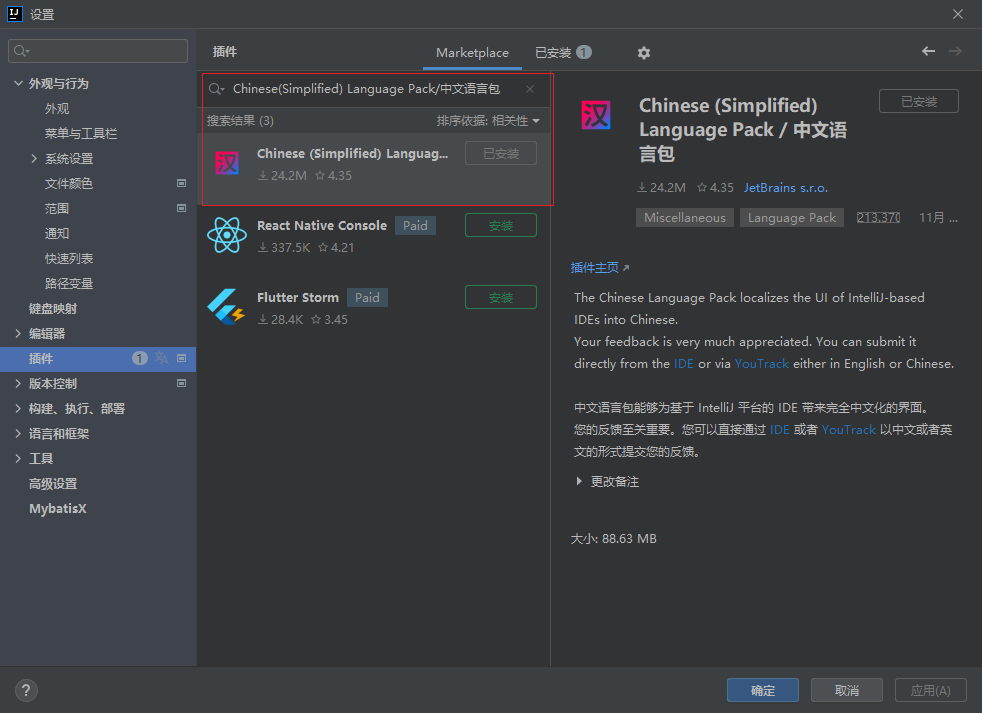 设置
插件
Marketplace
已安装 1
外观与行为
外观
菜单与工具栏
系统设置
文件颜色
范围
通知
快速列表
路径变量
键盘映射
编辑器
插件 1
版本控制
构建、执行、部署
语言和框架
工具
高级设置
MybatisX
Chinese(Simplified) Language Pack/中文语言包
搜索结果 (3) 排序依据: 相关性
汉
Chinese (Simplified) Languag... 已安装
24.2M 4.35
React Native Console Paid 安装
337.5K 4.21
Flutter Storm Paid 安装
28.4K 3.45
汉
Chinese (Simplified)
Language Pack / 中文语
言包
已安装
24.2M 4.35 JetBrains s.r.o.
Miscellaneous Language Pack 213.370 11月 ...
插件主页
The Chinese Language Pack localizes the UI of IntelliJ-based
IDEs into Chinese.
Your feedback is very much appreciated. You can submit it
directly from the IDE or via YouTrack either in English or Chinese.
中文语言包能够为基于 IntelliJ 平台的 IDE 带来完全中文化的界面。
您的反馈至关重要。您可以直接通过 IDE 或者 YouTrack 以中文或者英
文的形式提交您的反馈。
更改备注
大小: 88.63 MB
?
确定
取消
应用(A)